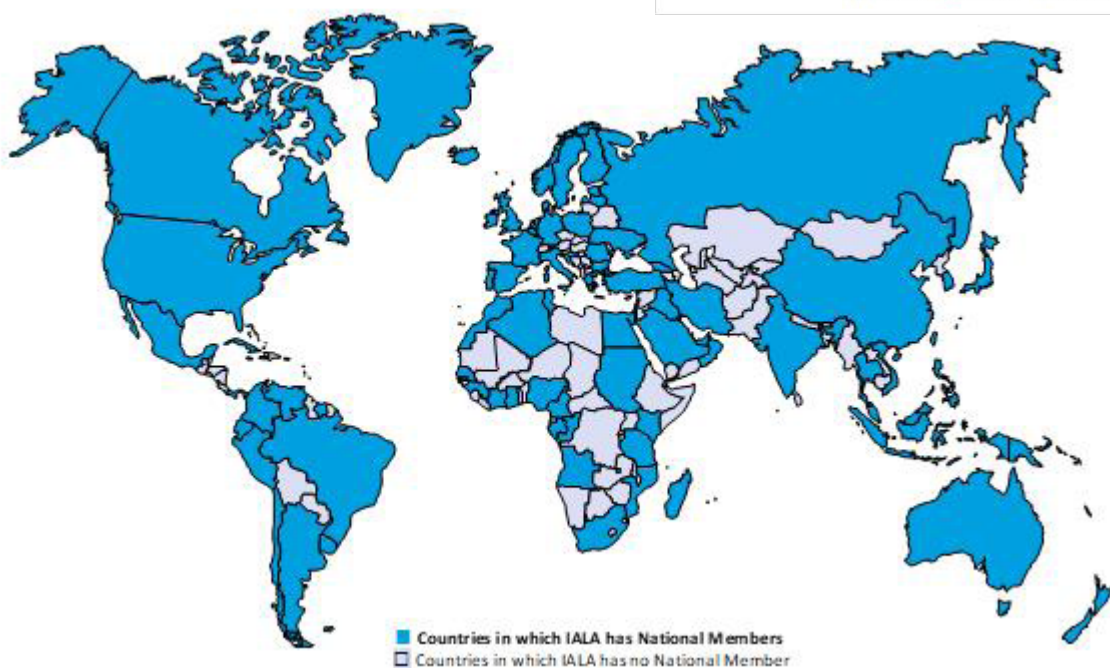 Countries in which IALA has National Members
Countries in which IALA has no National Member